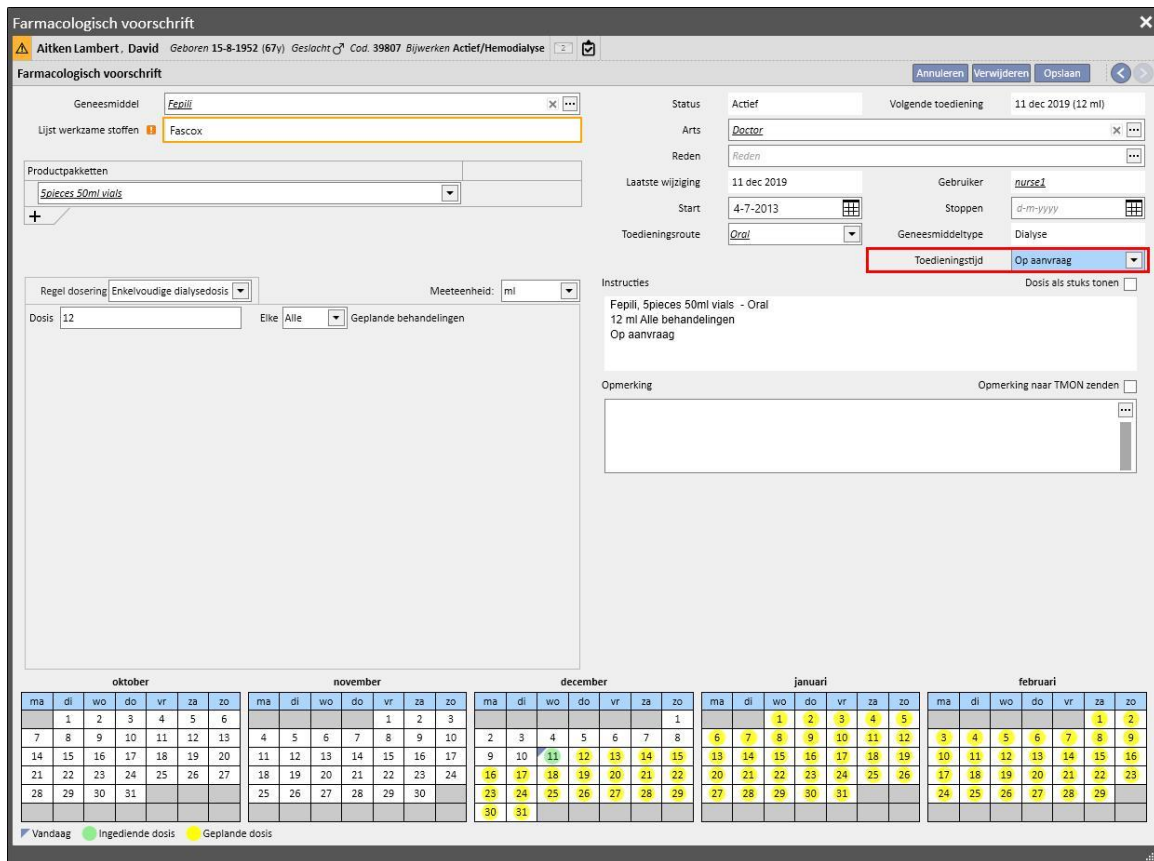 Farmacologisch voorschrift
Aitken Lambert, David Geboren 15-8-1952 (67y) Geslacht ♂ Cod. 39807 Bijwerken Actief/Hemodialyse 2
Farmacologisch voorschrift Annuleren Verwijderen Opslaan
Geneesmiddel Fepili Status Actief Volgende toediening 11 dec 2019 (12 ml)
Lijst werkzame stoffen Fascox Arts Doctor
Reden Reden
Productpakketten
5pieces 50ml vials Laatste wijziging 11 dec 2019 Gebruiker nurse1
+ Start 4-7-2013 Stoppen d-m-yyyy
Toedieningsroute Oral Geneesmiddeltype Dialyse
Toedieningstijd Op aanvraag
Regel dosering Enkelvoudige dialysedosis Meeteenheid: ml
Instructies Dosis als stuks tonen
Dosis 12 Elke Alle Geplande behandelingen
Fepili, 5pieces 50ml vials - Oral
12 ml Alle behandelingen
Op aanvraag
Opmerking Opmerking naar TMON zenden
oktober november december januari februari
ma di wo do vr za zo ma di wo do vr za zo ma di wo do vr za zo ma di wo do vr za zo ma di wo do vr za zo
1 2 3 4 5 6 1 2 3 1 1 2 3 4 5 1 2
7 8 9 10 11 12 13 4 5 6 7 8 9 10 2 3 4 5 6 7 8 6 7 8 9 10 11 12 3 4 5 6 7 8 9
14 15 16 17 18 19 20 11 12 13 14 15 16 17 9 10 11 12 13 14 15 13 14 15 16 17 18 19 10 11 12 13 14 15 16
21 22 23 24 25 26 27 18 19 20 21 22 23 24 16 17 18 19 20 21 22 20 21 22 23 24 25 26 17 18 19 20 21 22 23
28 29 30 31 25 26 27 28 29 30 23 24 25 26 27 28 29 27 28 29 30 31 24 25 26 27 28 29
30 31
Vandaag Ingediende dosis Geplande dosis